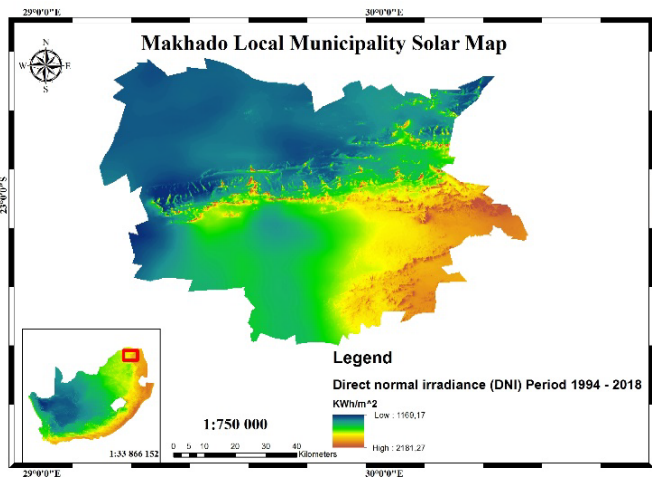 29°0'0"E
30°0'0"E
Makhado Local Municipality Solar Map
N
W
E
S
23°0'0"S
Legend
Direct normal irradiance (DNI) Period 1994 - 2018
KWh/m^2
Low : 1169,17
High : 2181,27
1:750 000
0 5 10 20 30 40
Kilometers
1:33 866 152
29°0'0"E
30°0'0"E